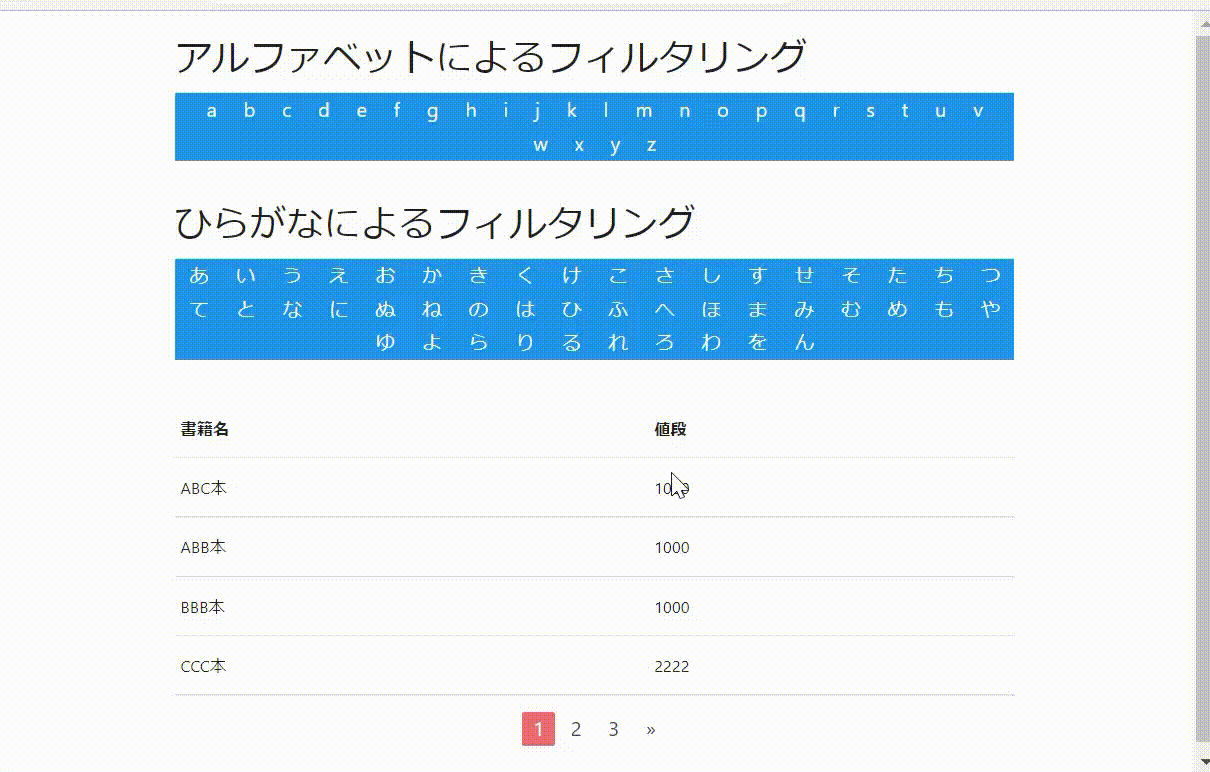 アルファベットによるフィルタリング
a b c d e f g h i j k l m n o p q r s t u v
w x y z
ひらがなによるフィルタリング
あ い う え お か き く け こ さ し す せ そ た ち つ
て と な に ぬ ね の は ひ ふ へ ほ ま み む め も や
ゆ よ ら り る れ ろ わ を ん
書籍名 値段
ABC本
ABB本 1000
BBB本 1000
CCC本 2222
1 2 3 »